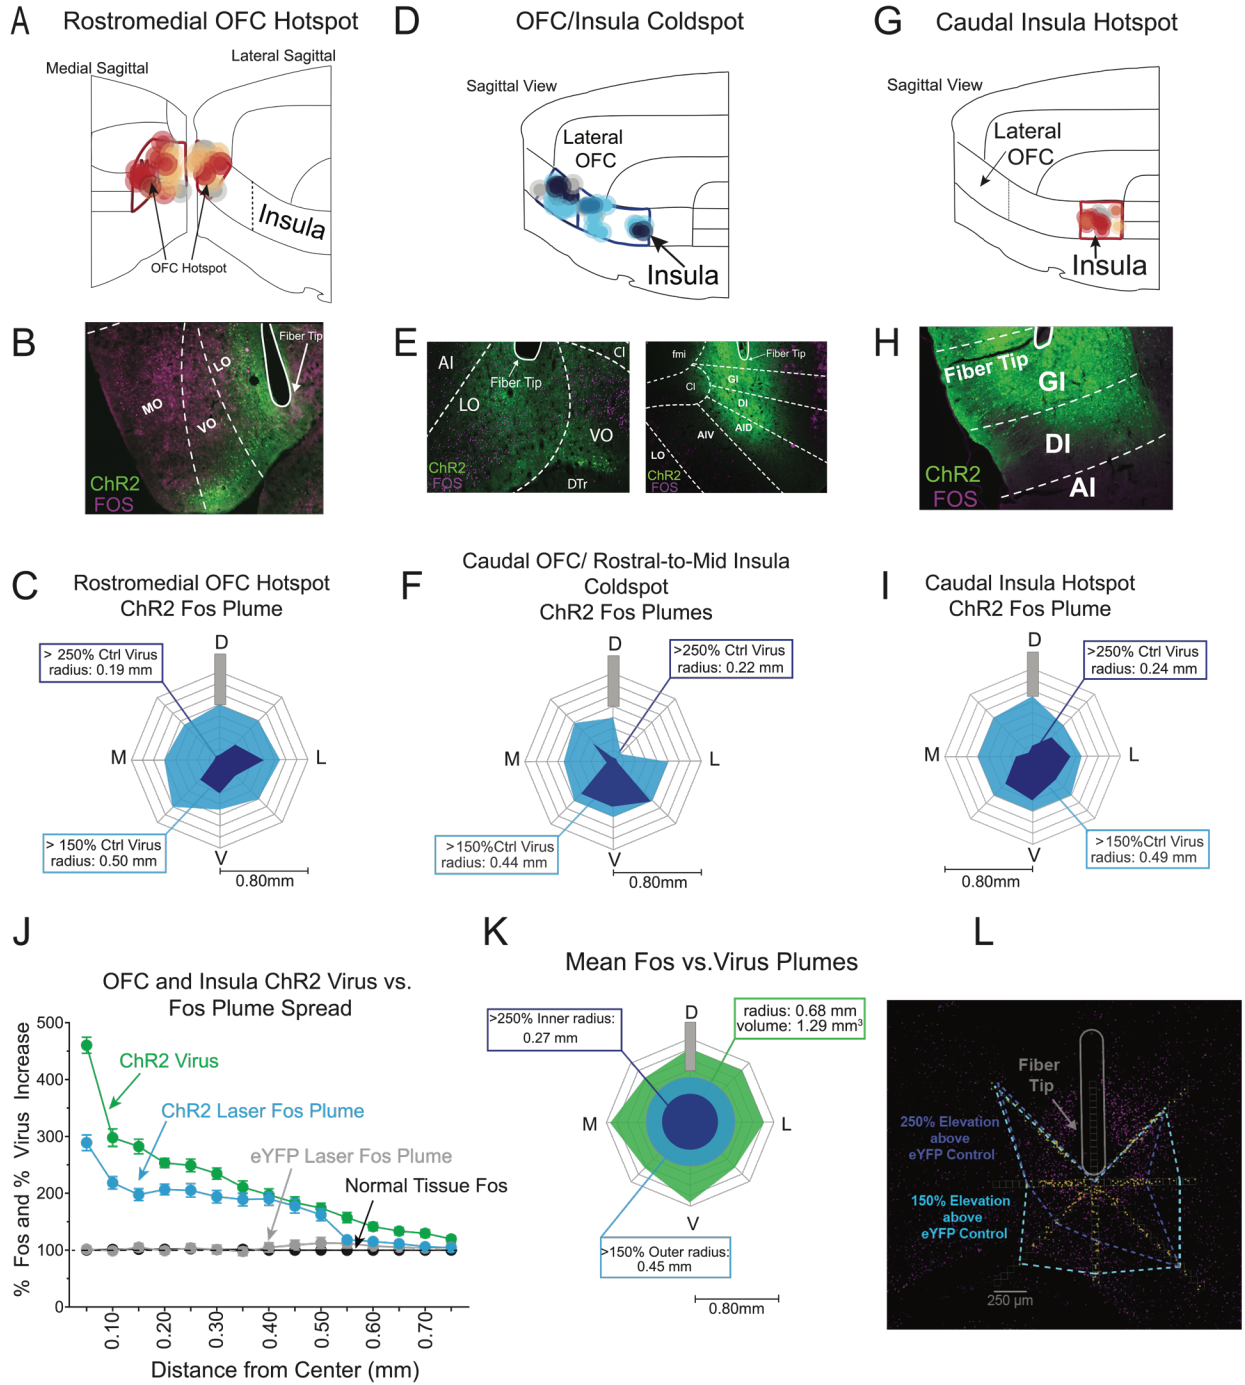 A Rostromedial OFC Hotspot
Medial Sagittal
Lateral Sagittal
Insula
OFC Hotspot
D OFC/Insula Coldspot
Sagittal View
Lateral
OFC
Insula
G Caudal Insula Hotspot
Sagittal View
Lateral
OFC
Insula
B
Fiber Tip
LO
MO
VO
ChR2
FOS
E
AI
Cl
Fiber Tip
LO
VO
ChR2
FOS
DTr
fmi
Fiber Tip
Cl
GI
DI
AID
AIV
LO
ChR2
FOS
H
Fiber Tip
GI
DI
AI
ChR2
FOS
C Rostromedial OFC Hotspot
ChR2 Fos Plume
D
> 250% Ctrl Virus
radius: 0.19 mm
M
L
> 150% Ctrl Virus
radius: 0.50 mm
V
0.80mm
F Caudal OFC/ Rostral-to-Mid Insula
Coldspot
ChR2 Fos Plumes
D
>250% Ctrl Virus
radius: 0.22 mm
M
L
>150%Ctrl Virus
radius: 0.44 mm
V
0.80mm
I Caudal Insula Hotspot
ChR2 Fos Plume
D
>250% Ctrl Virus
radius: 0.24 mm
M
L
>150%Ctrl Virus
radius: 0.49 mm
V
0.80mm
J
OFC and Insula ChR2 Virus vs.
Fos Plume Spread
% Fos and % Virus Increase
500
400
300
200
100
0
ChR2 Virus
ChR2 Laser Fos Plume
eYFP Laser Fos Plume
Normal Tissue Fos
0.10
0.20
0.30
0.40
0.50
0.60
0.70
Distance from Center (mm)
K
Mean Fos vs.Virus Plumes
D
>250% Inner radius:
0.27 mm
radius: 0.68 mm
volume: 1.29 mm³
M
L
V
>150% Outer radius:
0.45 mm
0.80mm
L
Fiber
Tip
250% Elevation
above
eYFP Control
150% Elevation
above
eYFP Control
250 µm